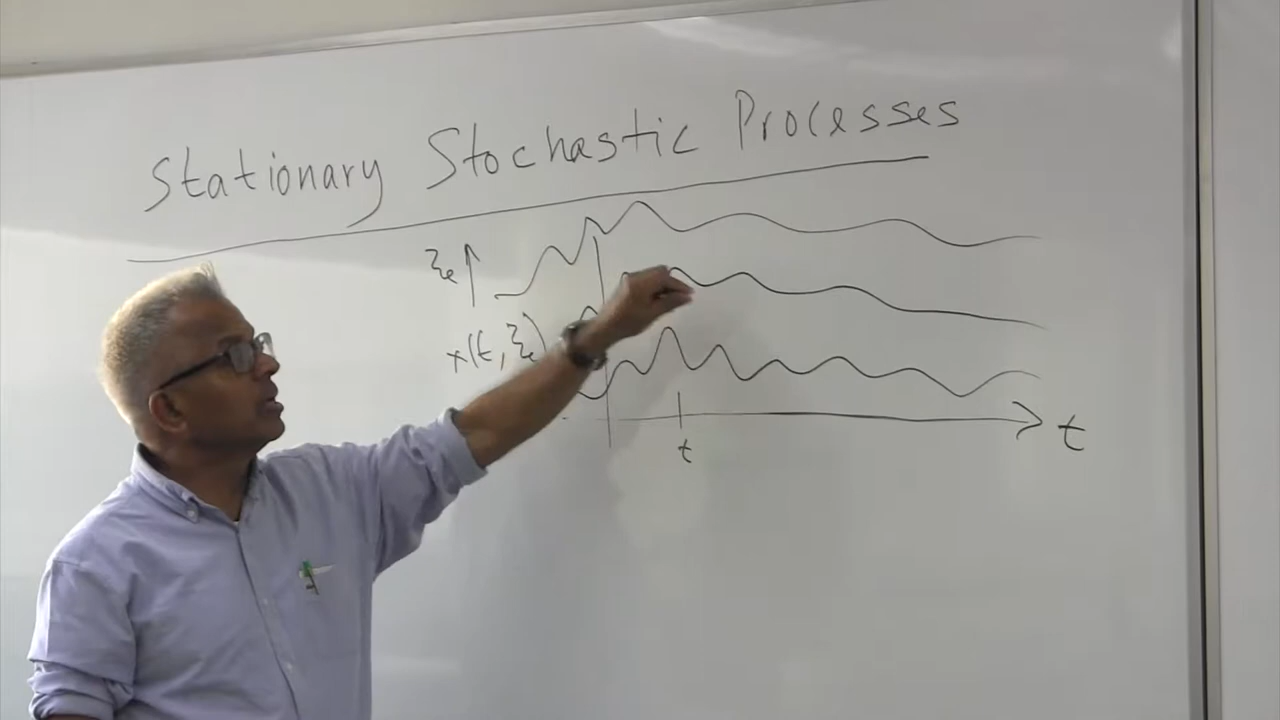 Stationary Stochastic Processes
ξₑ
x(t, ξₑ)
t
t